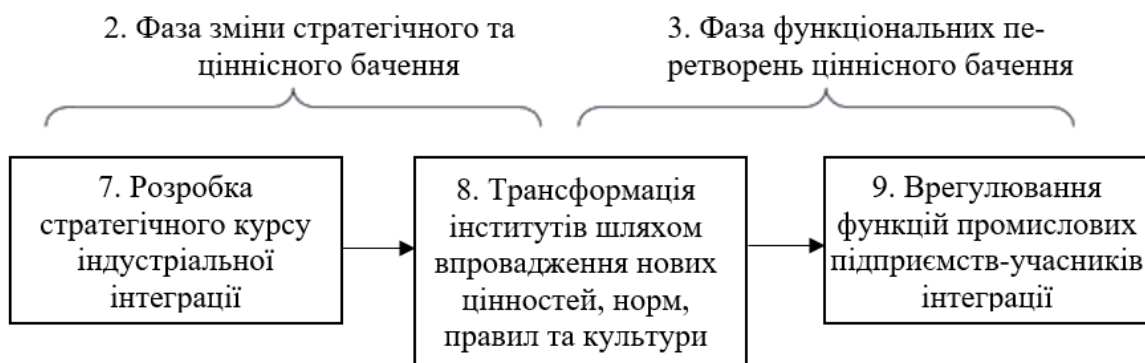 2. Фаза зміни стратегічного та
ціннісного бачення
3. Фаза функціональних пе-
ретворень ціннісного бачення
7. Розробка
стратегічного курсу
індустріальної
інтеграції
8. Трансформація
інститутів шляхом
впровадження нових
цінностей, норм,
правил та культури
9. Врегулювання
функцій промислових
підприємств-учасників
інтеграції